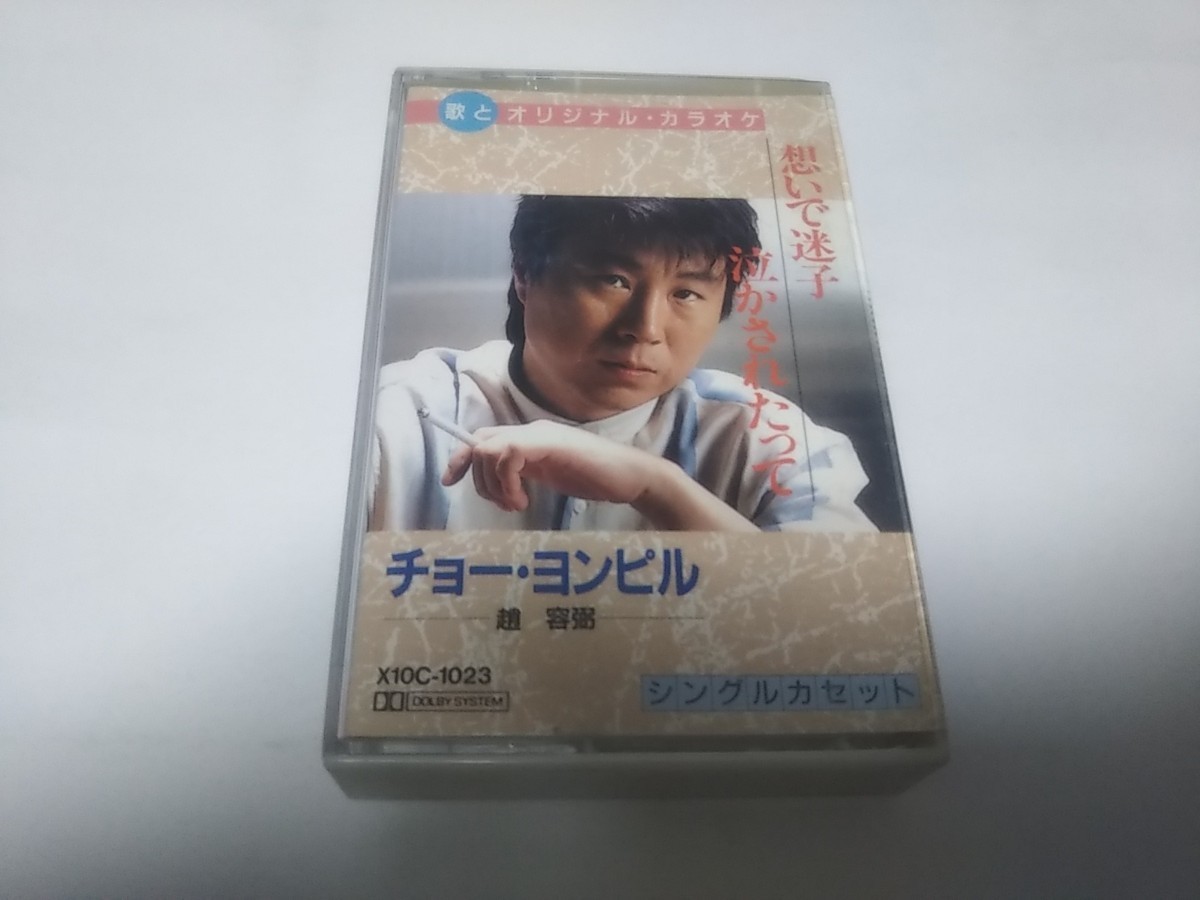 歌とオリジナル・カラオケ
想いで迷子
泣かされたって
チョー・ヨンピル
趙 容弼
X10C-1023
DOLBY SYSTEM
シングルカセット